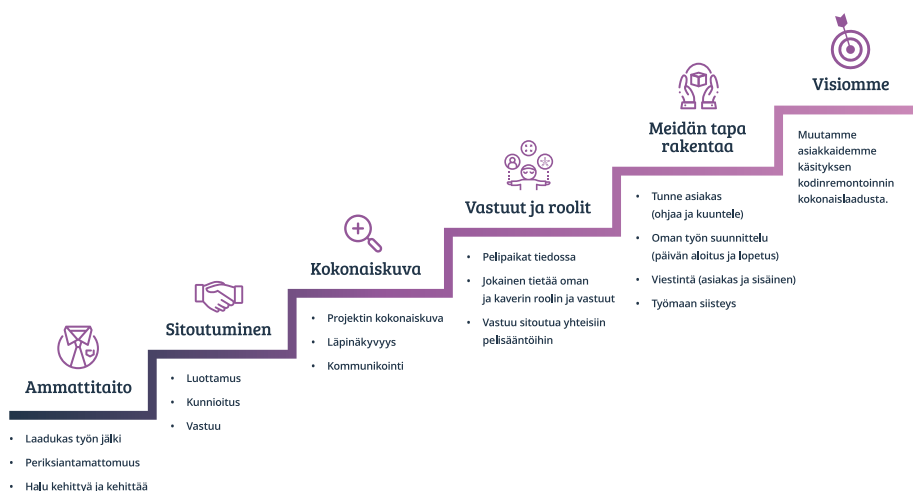 Ammattitaito
• Laadukas työn jälki
• Periksiantamattomuus
• Halu kehittyä ja kehittää
Sitoutuminen
• Luottamus
• Kunnioitus
• Vastuu
Kokonaiskuva
• Projektin kokonaiskuva
• Läpinäkyvyys
• Kommunikointi
Vastuut ja roolit
• Pelipaikat tiedossa
• Jokainen tietää oman
ja kaverin roolin ja vastuut
• Vastuu sitoutua yhteisiin
pelisääntöihin
Meidän tapa
rakentaa
• Tunne asiakas
(ohjaa ja kuuntele)
• Oman työn suunnittelu
(päivän aloitus ja lopetus)
• Viestintä (asiakas ja sisäinen)
• Työmaan siisteys
Visiomme
Muutamme
asiakkaidemme
käsityksen
kodinremontoinnin
kokonaislaadusta.